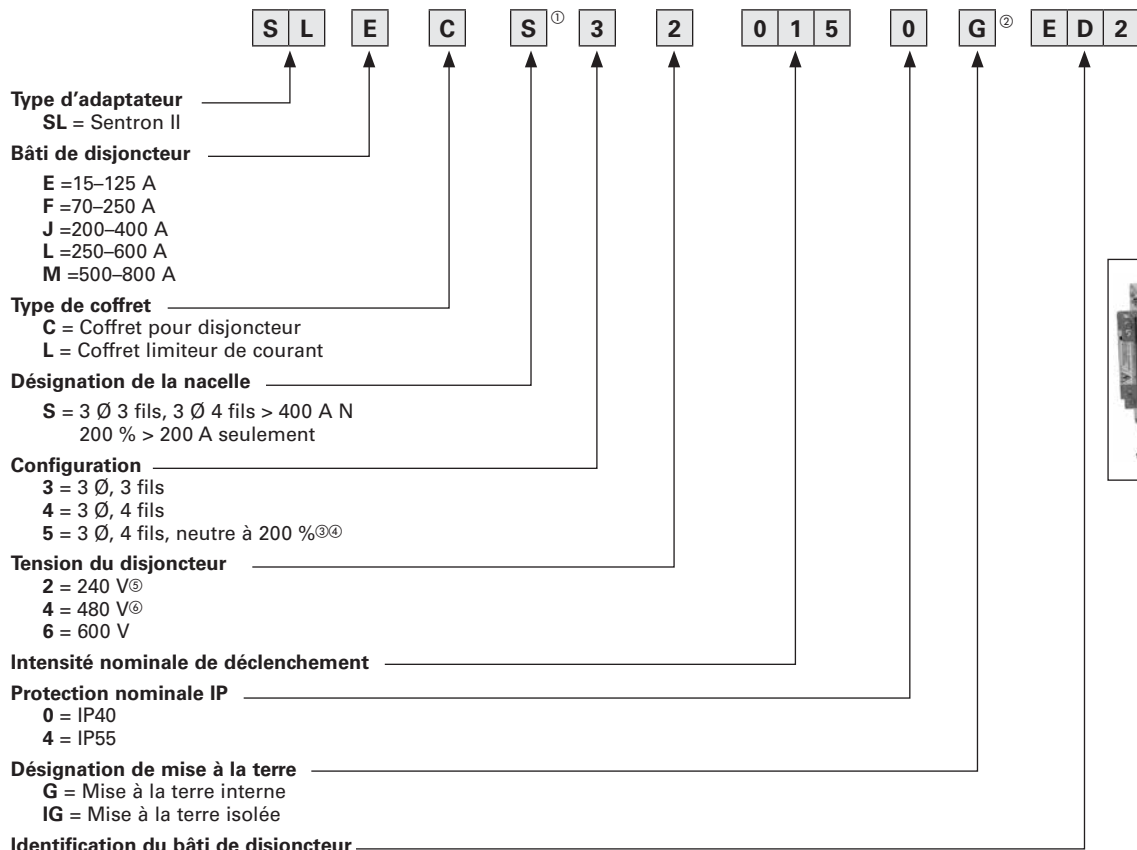 S L E C S① 3 2 0 1 5 0 G② E D 2
Type d'adaptateur
SL = Sentron II
Bâti de disjoncteur
E =15–125 A
F =70–250 A
J =200–400 A
L =250–600 A
M =500–800 A
Type de coffret
C = Coffret pour disjoncteur
L = Coffret limiteur de courant
Désignation de la nacelle
S = 3 Ø 3 fils, 3 Ø 4 fils > 400 A N
200 % > 200 A seulement
Configuration
3 = 3 Ø, 3 fils
4 = 3 Ø, 4 fils
5 = 3 Ø, 4 fils, neutre à 200 %③④
Tension du disjoncteur
2 = 240 V⑤
4 = 480 V⑥
6 = 600 V
Intensité nominale de déclenchement
Protection nominale IP
0 = IP40
4 = IP55
Désignation de mise à la terre
G = Mise à la terre interne
IG = Mise à la terre isolée
Identification du bâti de disjoncteur